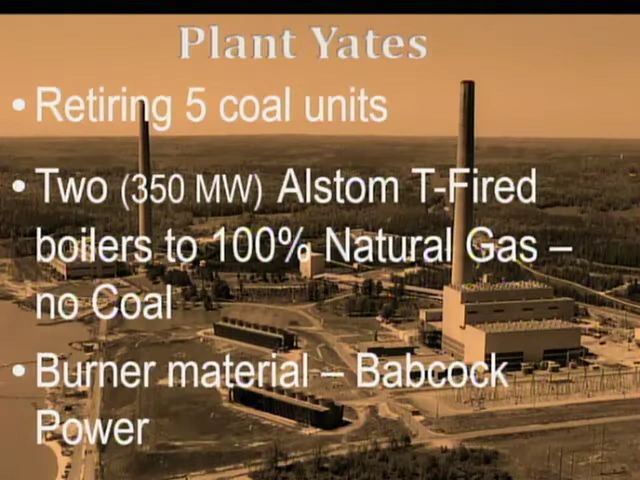 Plant Yates
• Retiring 5 coal units
• Two (350 MW) Alstom T-Fired
boilers to 100% Natural Gas –
no Coal
• Burner material – Babcock
Power